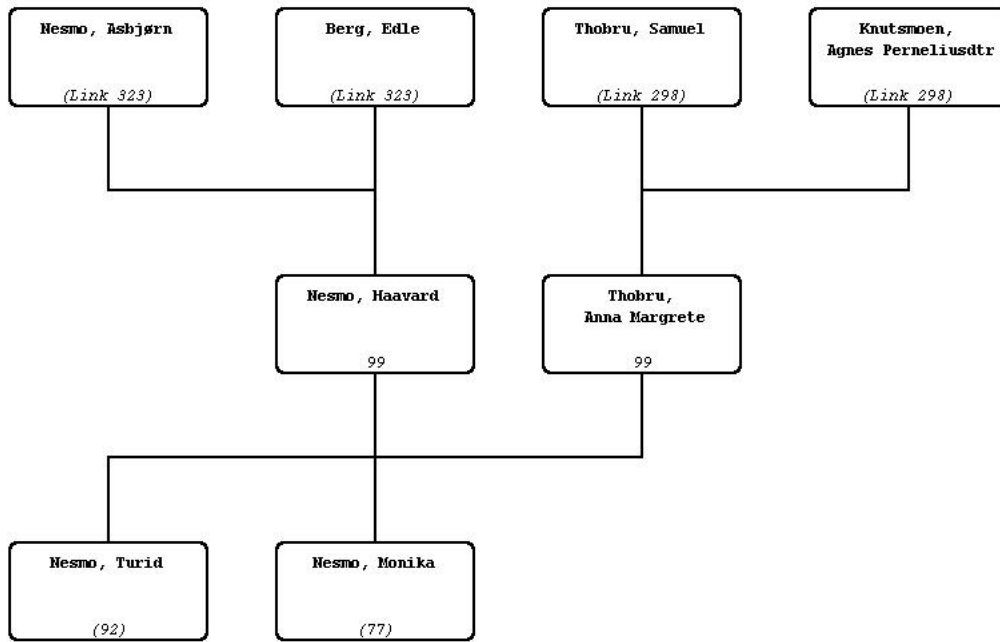 Nesmo, Asbjørn
(Link 323)
Berg, Edle
(Link 323)
Thobru, Samuel
(Link 298)
Knutsmoen,
Agnes Perneliusdtr
(Link 298)
Nesmo, Haavard
99
Thobru,
Anna Margrete
99
Nesmo, Turid
(92)
Nesmo, Monika
(77)